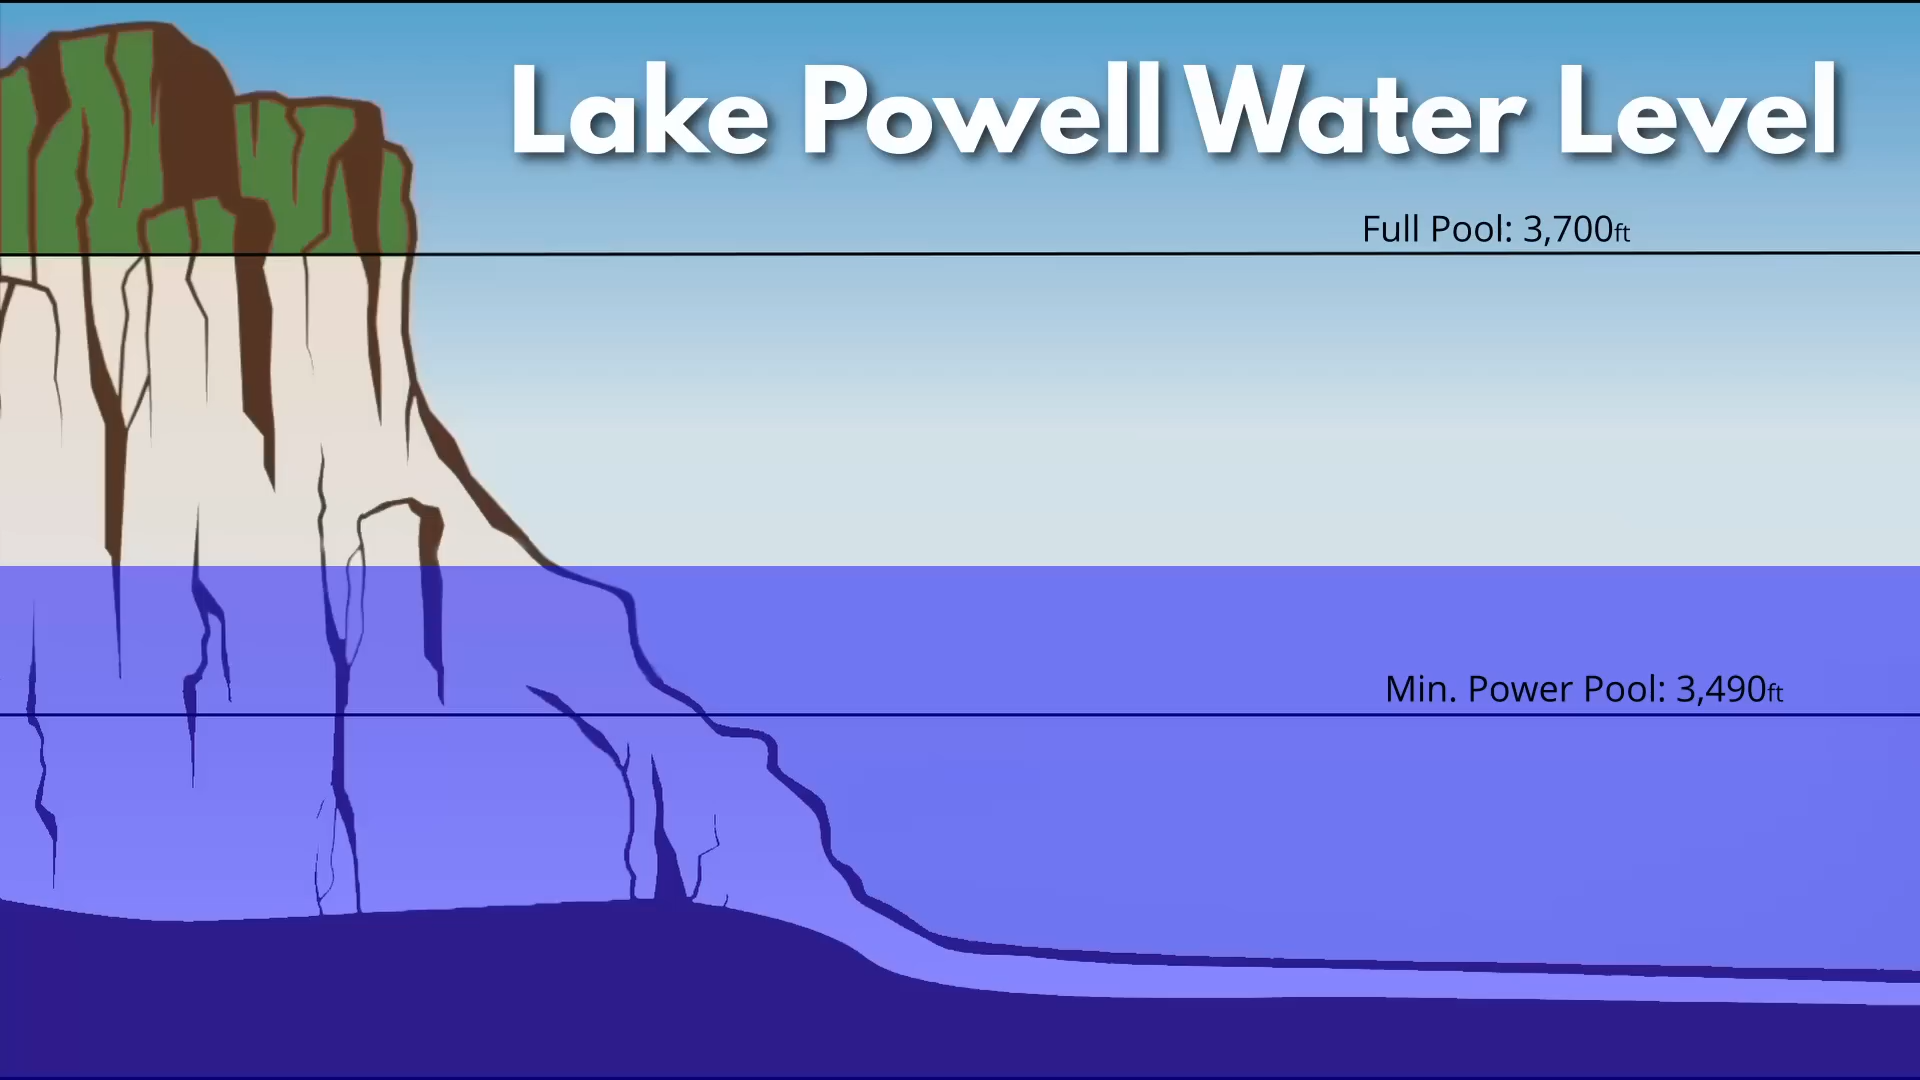 Lake Powell Water Level
Full Pool: 3,700ft
Min. Power Pool: 3,490ft